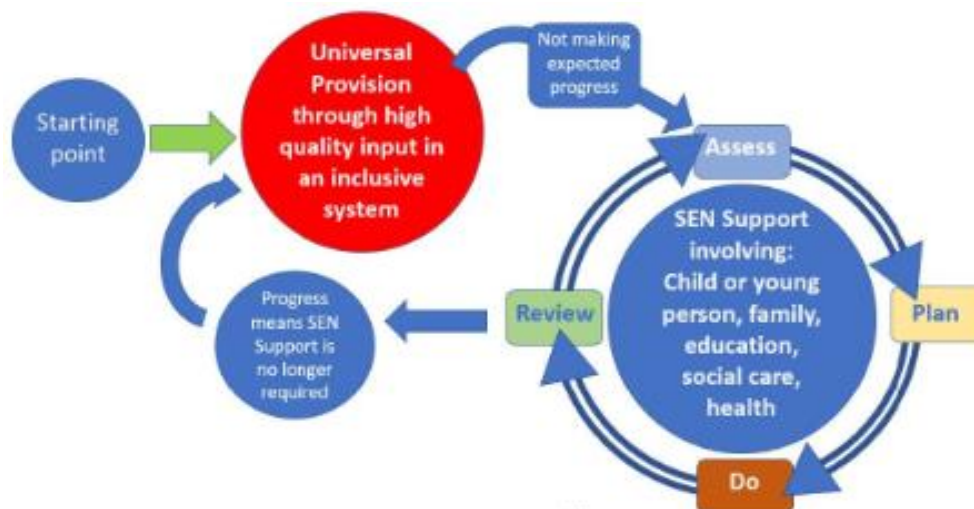 Starting
point
Universal
Provision
through high
quality input in
an inclusive
system
Not making
expected
progress
Assess
SEN Support
involving:
Child or young
person, family,
education,
social care,
health
Plan
Do
Review
Progress
means SEN
Support is
no longer
required